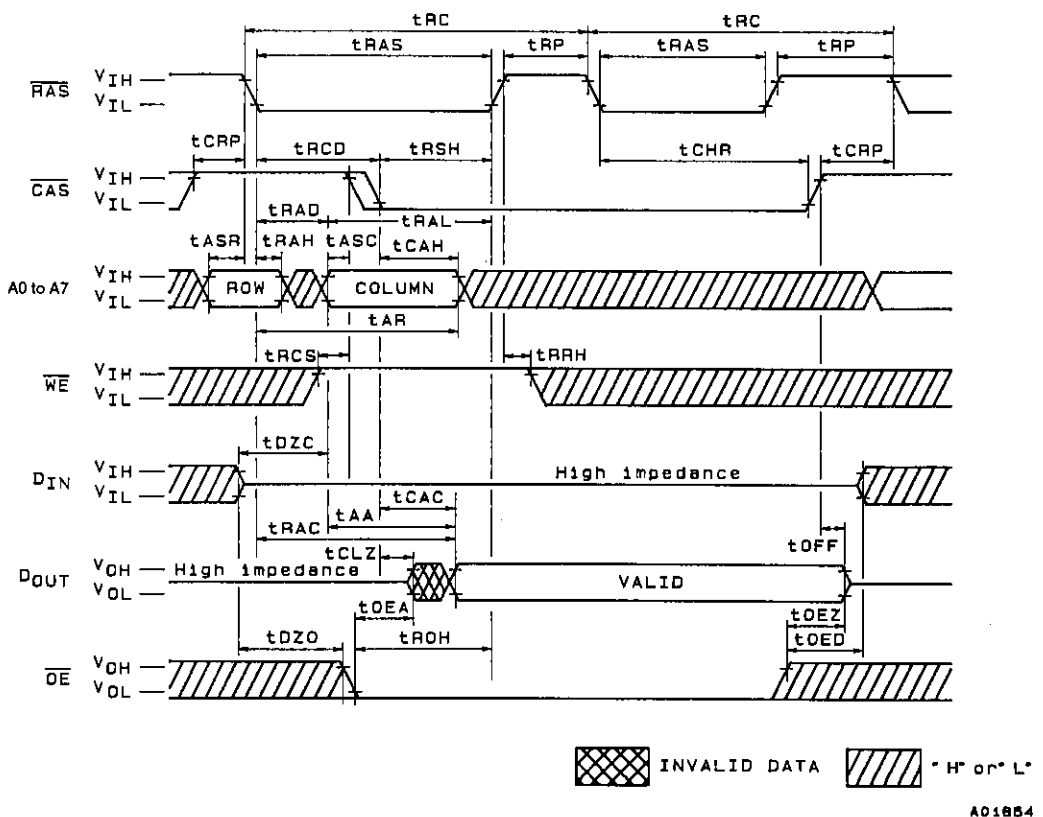 tRC tRC
tRAS tRP tRAS tRP
RAS VIH VIL
tCRP tRCD tRSH tCHR tCRP
CAS VIH VIL
tRAD tRAL
tASR tRAH tASC tCAH
A0 to A7 VIH VIL ROW COLUMN
tAR
tRCS tRRH
WE VIH VIL
tDZC
DIN VIH VIL High impedance
tCAC
tAA
tRAC tOFF
tCLZ
High impedance
DOUT VOH VOL VALID
tOEA tOEZ
tDZO tROH tOED
OE VOH VOL
INVALID DATA "H" or "L"
A01854